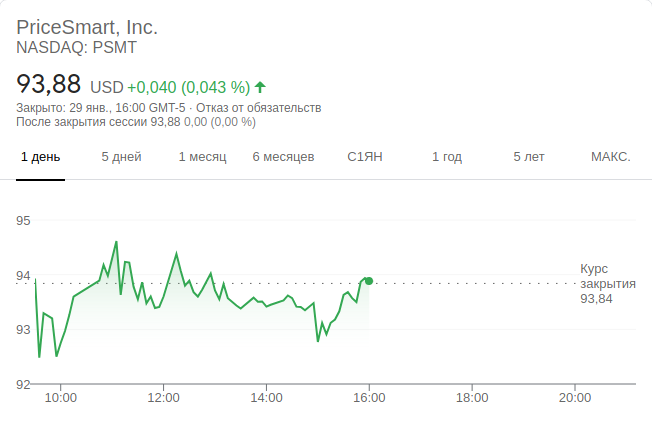 PriceSmart, Inc.
NASDAQ: PSMT
93,88 USD +0,040 (0,043 %)
Закрыто: 29 янв., 16:00 GMT-5 · Отказ от обязательств
После закрытия сессии 93,88 0,00 (0,00 %)
1 день 5 дней 1 месяц 6 месяцев С1ЯН 1 год 5 лет МАКС.
95
94
93
92
Курс
закрытия
93,84
10:00 12:00 14:00 16:00 18:00 20:00